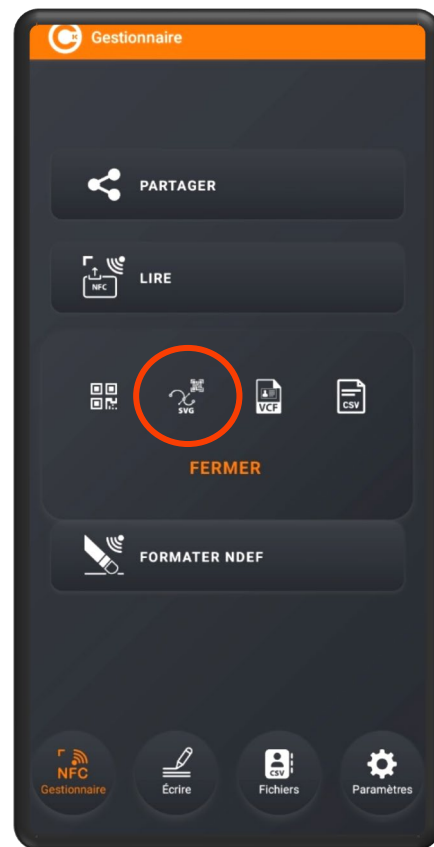 Gestionnaire
PARTAGER
NFC
LIRE
SVG
VCF
CSV
FERMER
FORMATER NDEF
NFC
Gestionnaire
Écrire
CSV
Fichiers
Paramètres